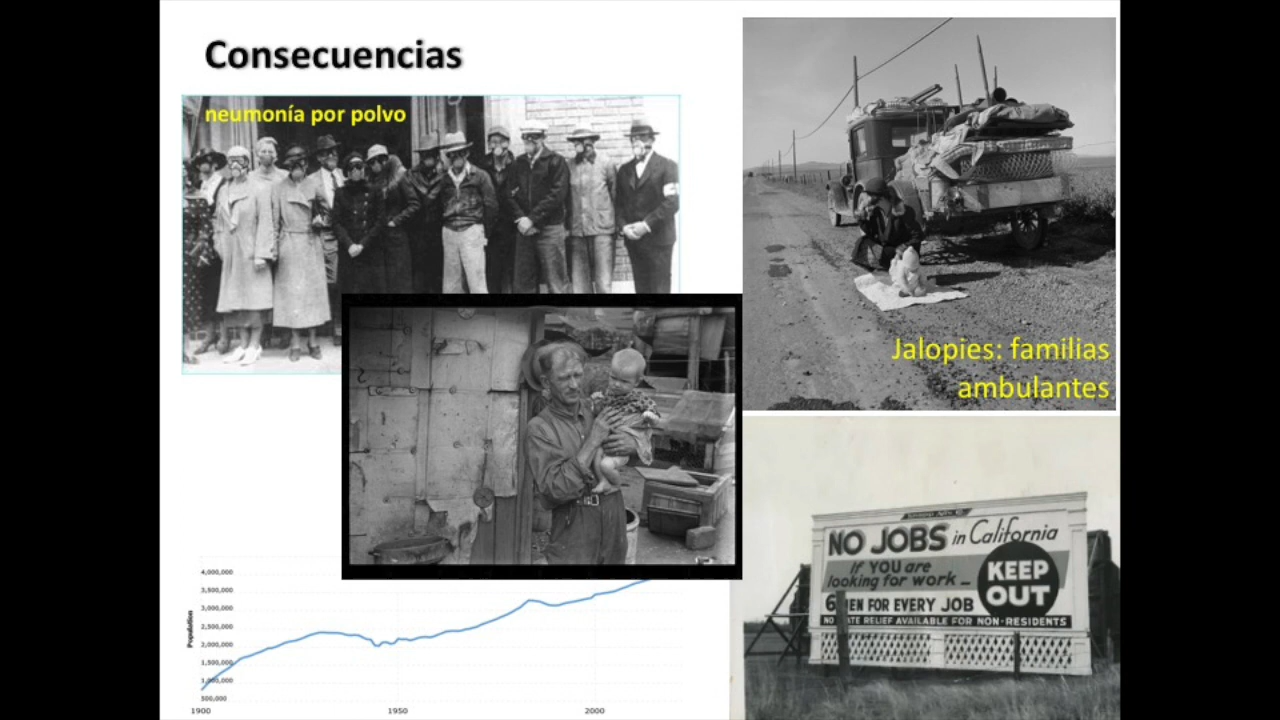 Consecuencias
neumonía por polvo
Jalopies: familias
ambulantes
NO JOBS in California
If YOU are
looking for work —
KEEP
OUT
6 MEN FOR EVERY JOB
NO STATE RELIEF AVAILABLE FOR NON-RESIDENTS
Population
4,000,000
3,500,000
3,000,000
2,500,000
2,000,000
1,500,000
1,000,000
500,000
1900
1950
2000